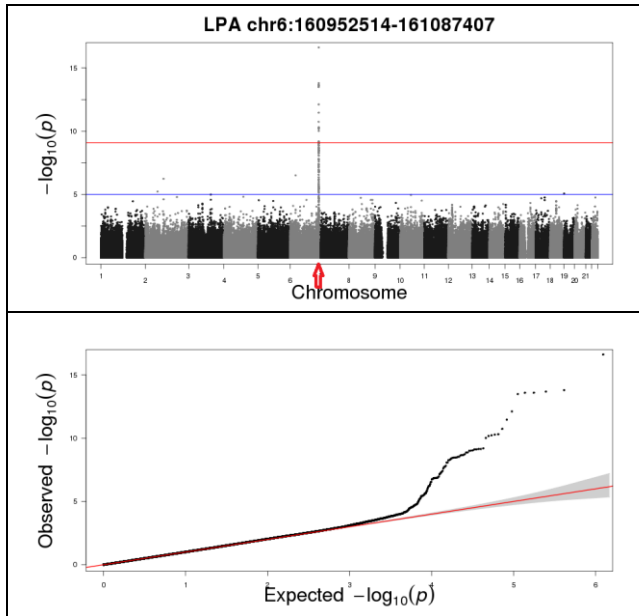 LPA chr6:160952514-161087407
−log10(p)
15
10
5
0
1 2 3 4 5 6 7 8 9 10 11 12 13 14 15 16 17 18 19 20 21
Chromosome
Observed −log10(p)
15
10
5
0
0 1 2 3 4 5 6
Expected −log10(p)